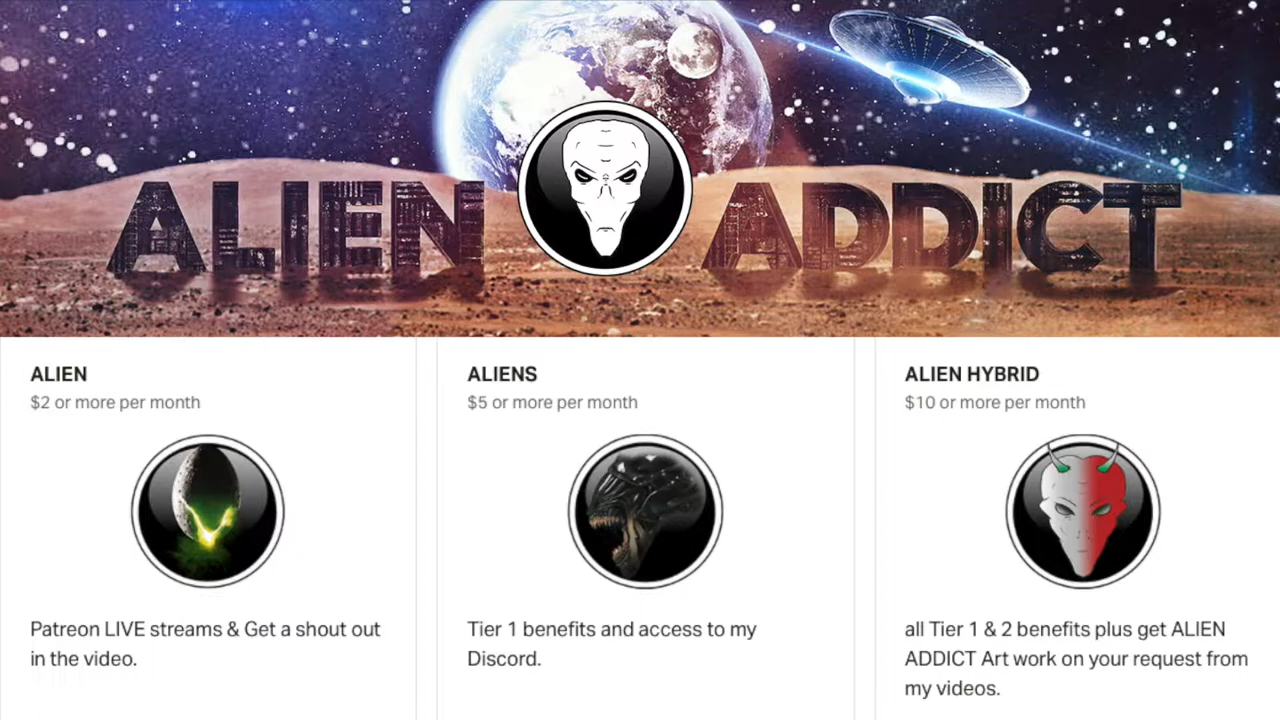 ALIEN ADDICT
ALIEN
$2 or more per month
Patreon LIVE streams & Get a shout out
in the video.
ALIENS
$5 or more per month
Tier 1 benefits and access to my
Discord.
ALIEN HYBRID
$10 or more per month
all Tier 1 & 2 benefits plus get ALIEN
ADDICT Art work on your request from
my videos.